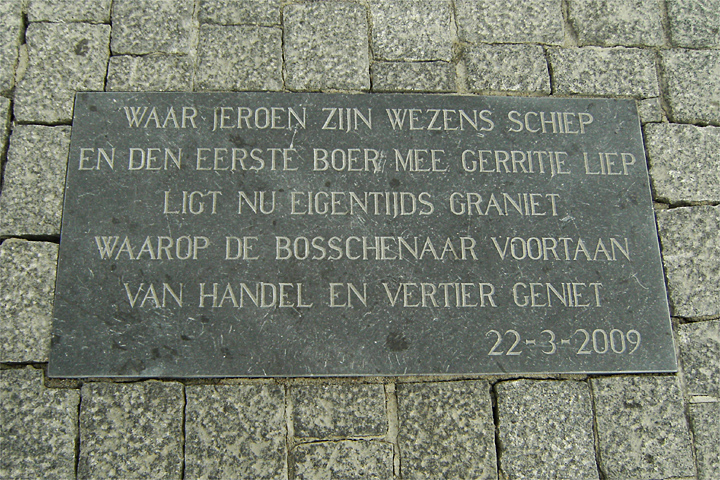 WAAR JEROEN ZIJN WEZENS SCHIEP
EN DEN EERSTE BOER MEE GERRITJE LIEP
LIGT NU EIGENTIJDS GRANIET
WAAROP DE BOSSCHENAAR VOORTAAN
VAN HANDEL EN VERTIER GENIET
22-3-2009